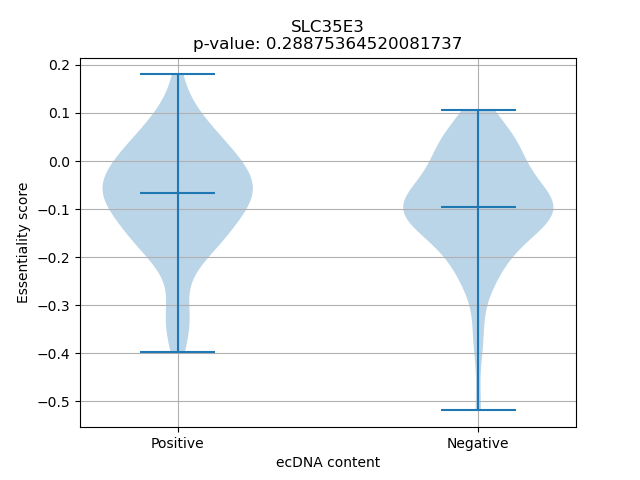 SLC35E3
p-value: 0.28875364520081737
0.2
0.1
0.0
−0.1
−0.2
−0.3
−0.4
−0.5
Essentiality score
Positive
Negative
ecDNA content